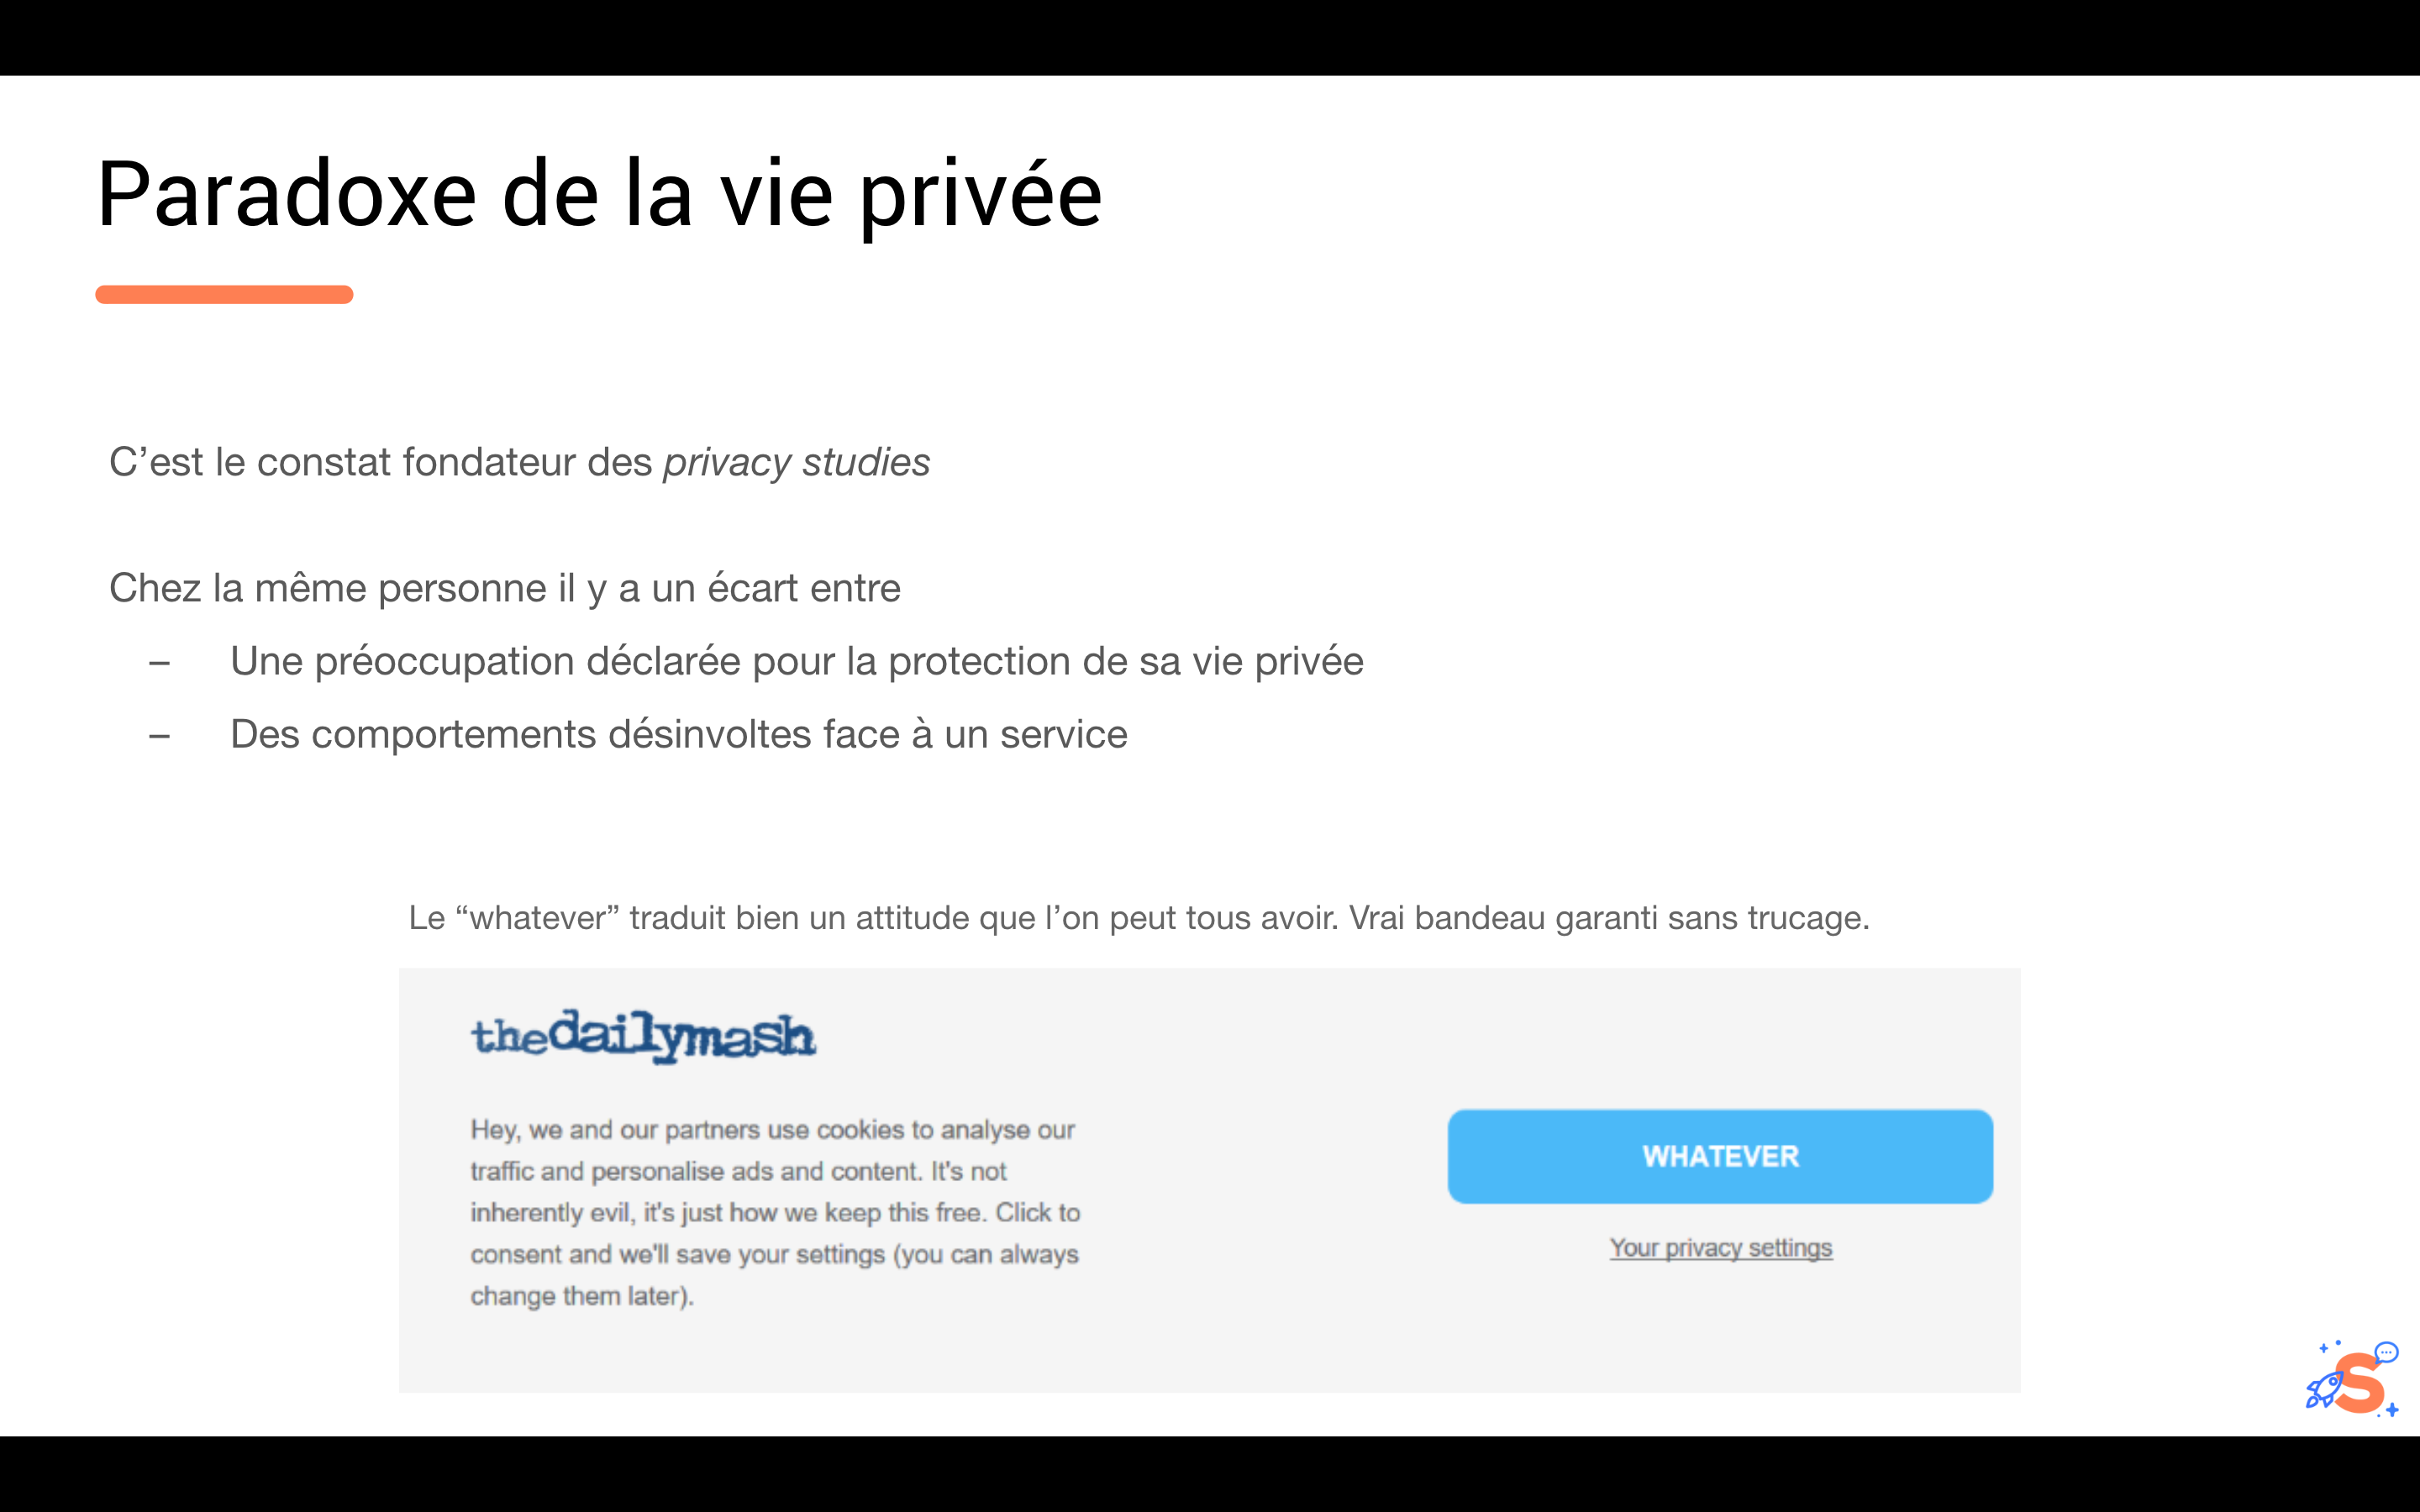 Paradoxe de la vie privée
C’est le constat fondateur des privacy studies
Chez la même personne il y a un écart entre
– Une préoccupation déclarée pour la protection de sa vie privée
– Des comportements désinvoltes face à un service
Le “whatever” traduit bien un attitude que l’on peut tous avoir. Vrai bandeau garanti sans trucage.
thedailymash
Hey, we and our partners use cookies to analyse our
traffic and personalise ads and content. It's not
inherently evil, it's just how we keep this free. Click to
consent and we'll save your settings (you can always
change them later).
WHATEVER
Your privacy settings
S